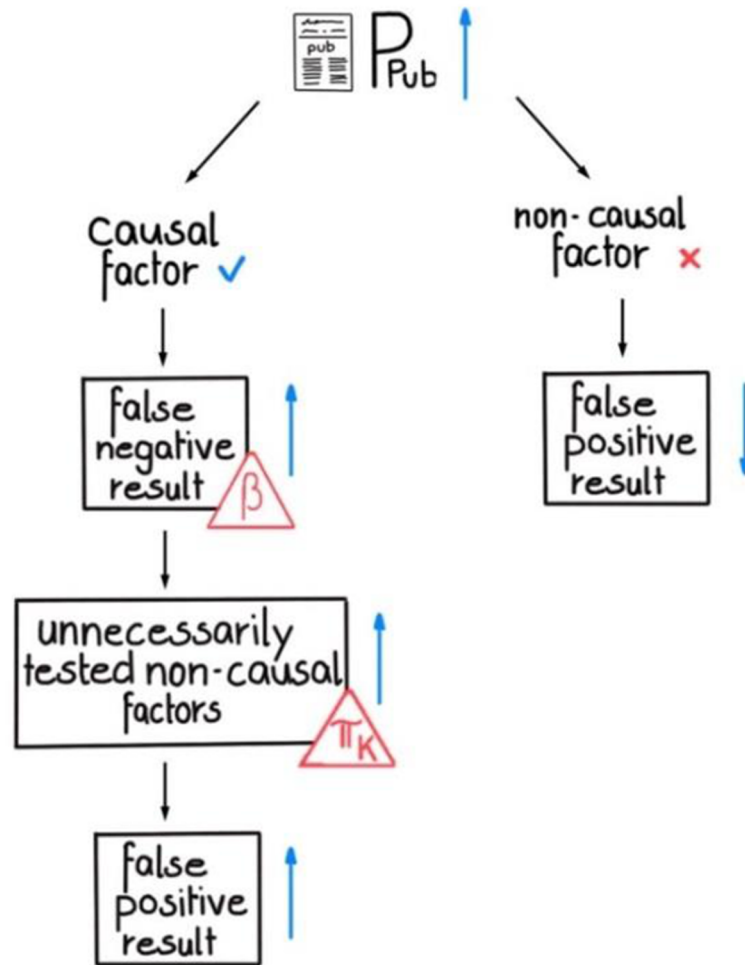 pub
P Pub
causal
factor
false
negative
result
β
unnecessarily
tested non-causal
factors
π K
false
positive
result
non-causal
factor
false
positive
result